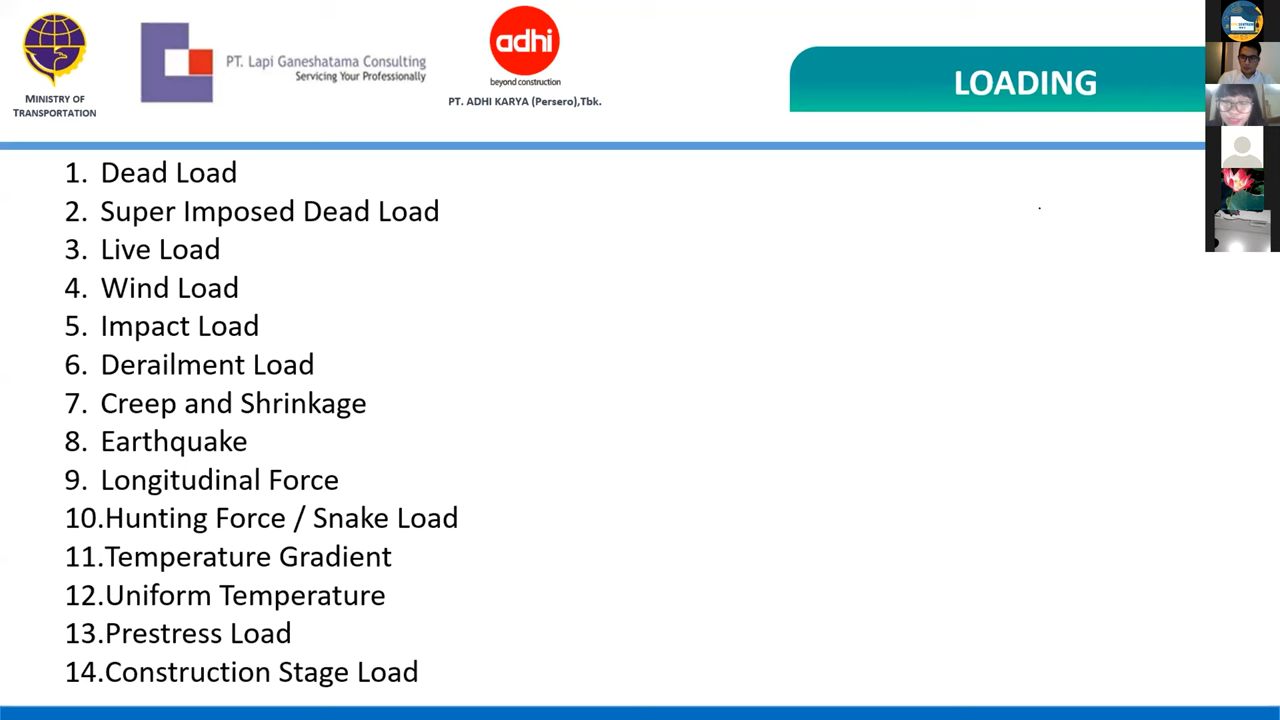 MINISTRY OF
TRANSPORTATION
PT. Lapi Ganeshatama Consulting
Servicing Your Professionally
adhi
beyond construction
PT. ADHI KARYA (Persero),Tbk.
LOADING
1. Dead Load
2. Super Imposed Dead Load
3. Live Load
4. Wind Load
5. Impact Load
6. Derailment Load
7. Creep and Shrinkage
8. Earthquake
9. Longitudinal Force
10.Hunting Force / Snake Load
11.Temperature Gradient
12.Uniform Temperature
13.Prestress Load
14.Construction Stage Load